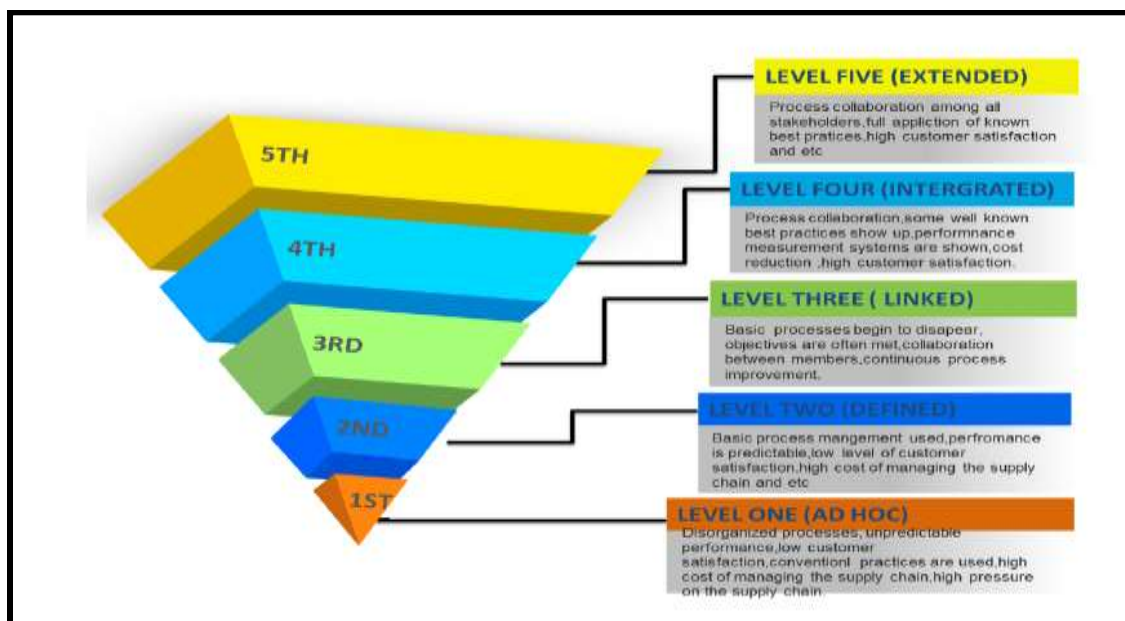 5TH
4TH
3RD
2ND
1ST
LEVEL FIVE (EXTENDED)
Process collaboration among all
stakeholders,full appliction of known
best pratices,high customer satisfaction
and etc
LEVEL FOUR (INTERGRATED)
Process collaboration,some well known
best practices show up,performnance
measurement systems are shown,cost
reduction ,high customer satisfaction.
LEVEL THREE ( LINKED)
Basic processes begin to disapear,
objectives are often met,collaboration
between members,continuous process
improvement.
LEVEL TWO (DEFINED)
Basic process mangement used,perfromance
is predictable,low level of customer
satisfaction,high cost of managing the supply
chain and etc
LEVEL ONE (AD HOC)
Disorganized processes, unpredictable
performance,low customer
satisfaction,conventionl practices are used,high
cost of managing the supply chain,high pressure
on the supply chain.